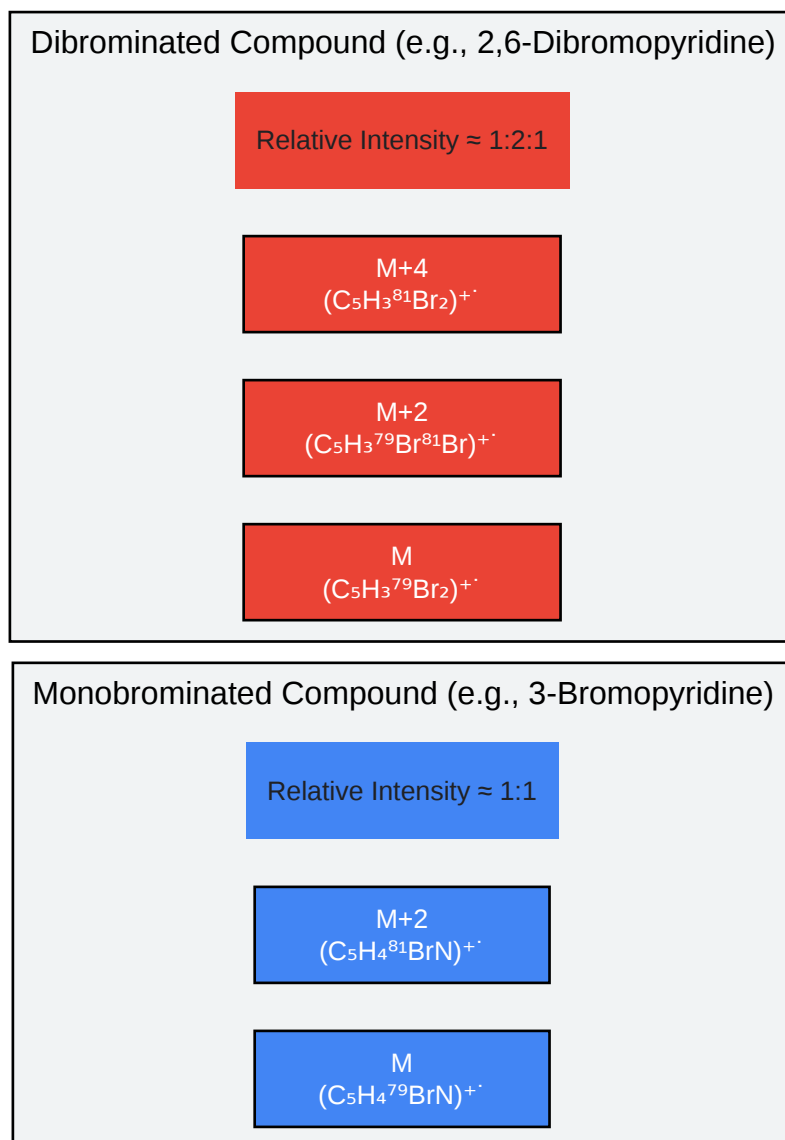 Dibrominated Compound (e.g., 2,6-Dibromopyridine)
Relative Intensity ≈ 1:2:1
M+4
(C₅H₃⁸¹Br₂)⁺˙
M+2
(C₅H₃⁷⁹Br⁸¹Br)⁺˙
M
(C₅H₃⁷⁹Br₂)⁺˙
Monobrominated Compound (e.g., 3-Bromopyridine)
Relative Intensity ≈ 1:1
M+2
(C₅H₄⁸¹BrN)⁺˙
M
(C₅H₄⁷⁹BrN)⁺˙